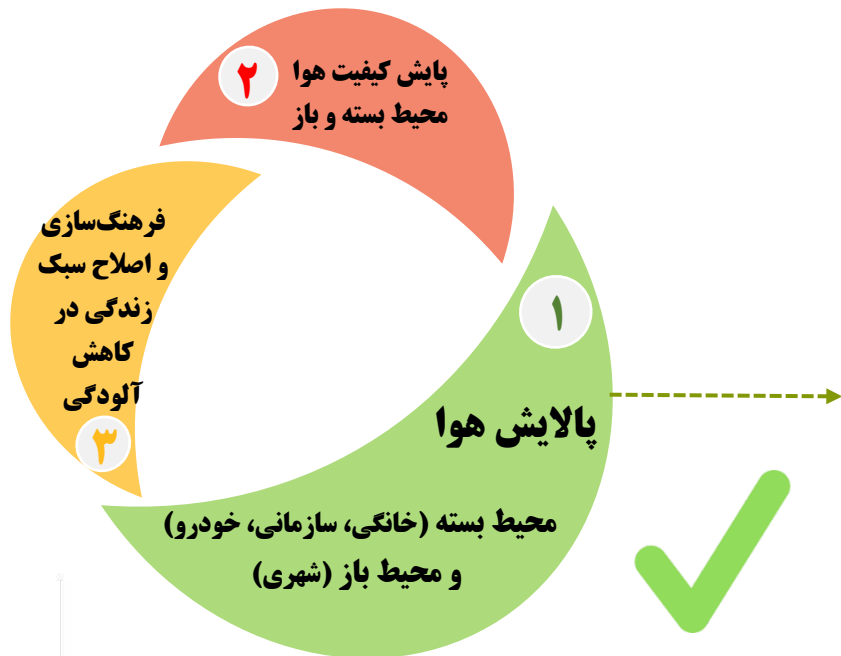 ۱
پالایش هوا
محیط بسته (خانگی، سازمانی، خودرو)
و محیط باز (شهری)
۲
پایش کیفیت هوا
محیط بسته و باز
فرهنگ‌سازی
و اصلاح سبک
زندگی در
کاهش
آلودگی
۳